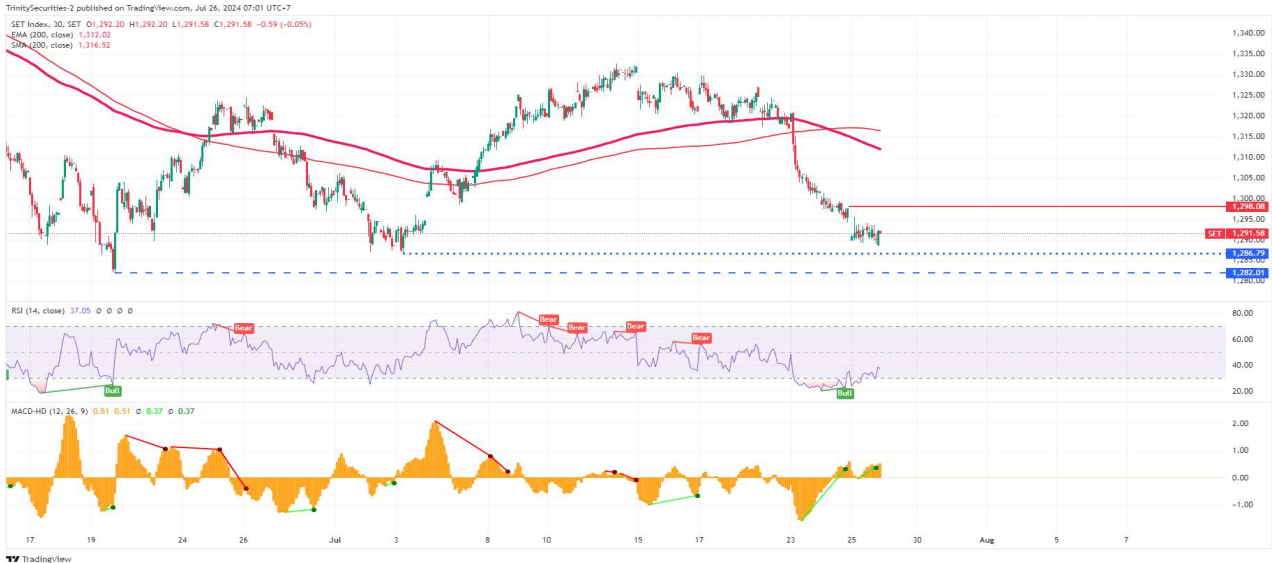 TrinitySecurities-2 published on TradingView.com, Jul 26, 2024 07:01 UTC+7
SET Index, 30, SET O1,292.20 H1,292.20 L1,291.58 C1,291.58 -0.59 (-0.05%)
EMA (200, close) 1,312.02
SMA (200, close) 1,316.52
1,340.00
1,335.00
1,330.00
1,325.00
1,320.00
1,315.00
1,310.00
1,305.00
1,300.00
1,298.08
1,295.00
SET 1,291.58
1,290.00
1,286.79
1,285.00
1,282.01
1,280.00
RSI (14, close) 37.05 Ø Ø Ø Ø
80.00
60.00
40.00
20.00
Bear
Bear
Bear
Bear
Bear
Bull
Bull
MACD-HD (12, 26, 9) 0.51 0.51 Ø 0.37 Ø 0.37
2.00
1.00
0.00
-1.00
17 19 24 26 Jul 3 8 10 15 17 23 25 30 Aug 5 7
TradingView